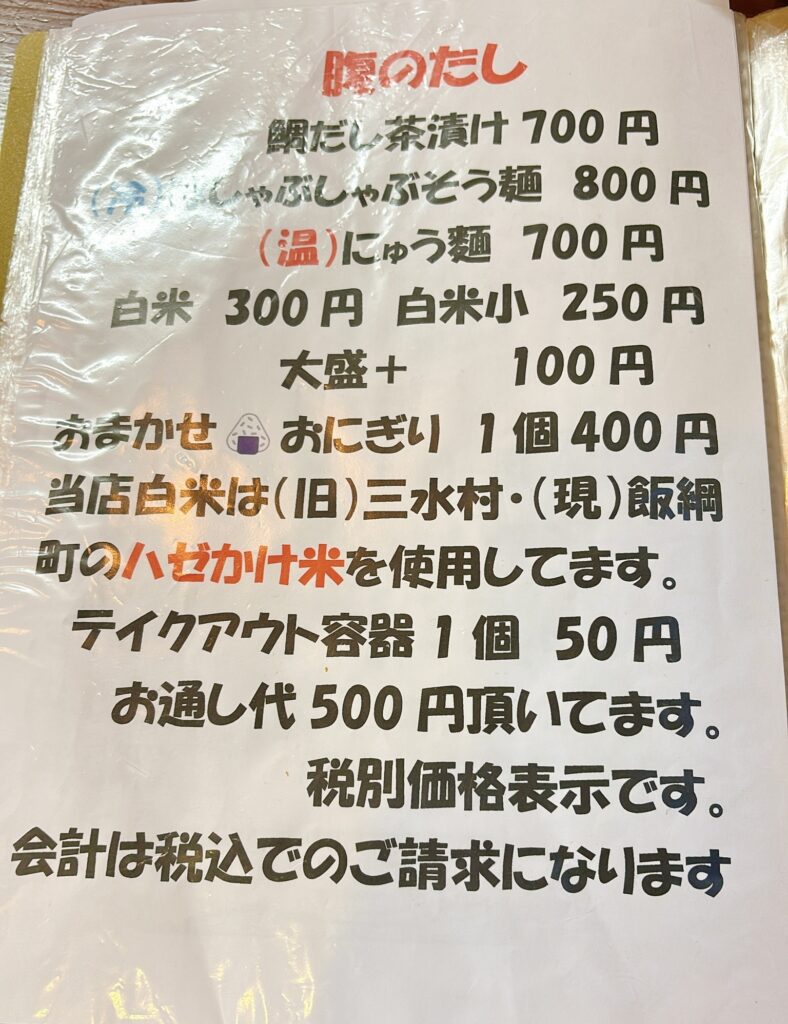 腹のだし
鯛だし茶漬け 700 円
(冷) しゃぶしゃぶそう麺 800 円
(温)にゅう麵 700 円
白米 300 円 白米小 250 円
大盛＋ 100 円
おまかせ おにぎり 1 個 400 円
当店白米は(旧)三水村・(現)飯綱
町のハゼかけ米を使用してます。
テイクアウト容器 1 個 50 円
お通し代 500 円頂いてます。
税別価格表示です。
会計は税込でのご請求になります